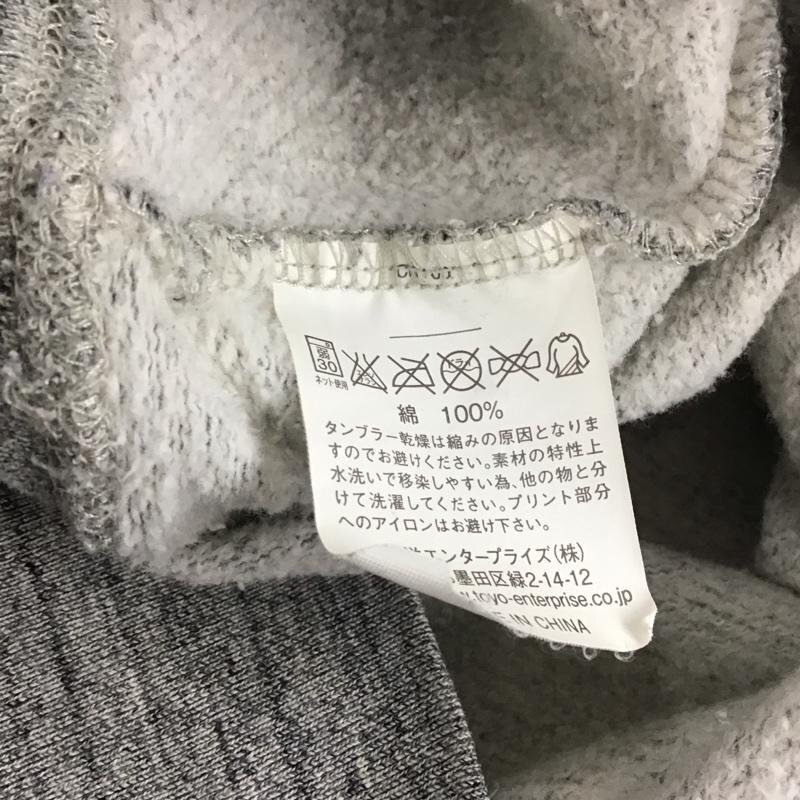 弱
30
ネット使用
綿 100%
タンブラー乾燥は縮みの原因となりま
すのでお避けください。素材の特性上
水洗いで移染しやすい為、他の物と分
けて洗濯してください。プリント部分
へのアイロンはお避け下さい。
エンタープライズ(株)
墨田区緑2-14-12
.toyo-enterprise.co.jp
IN CHINA